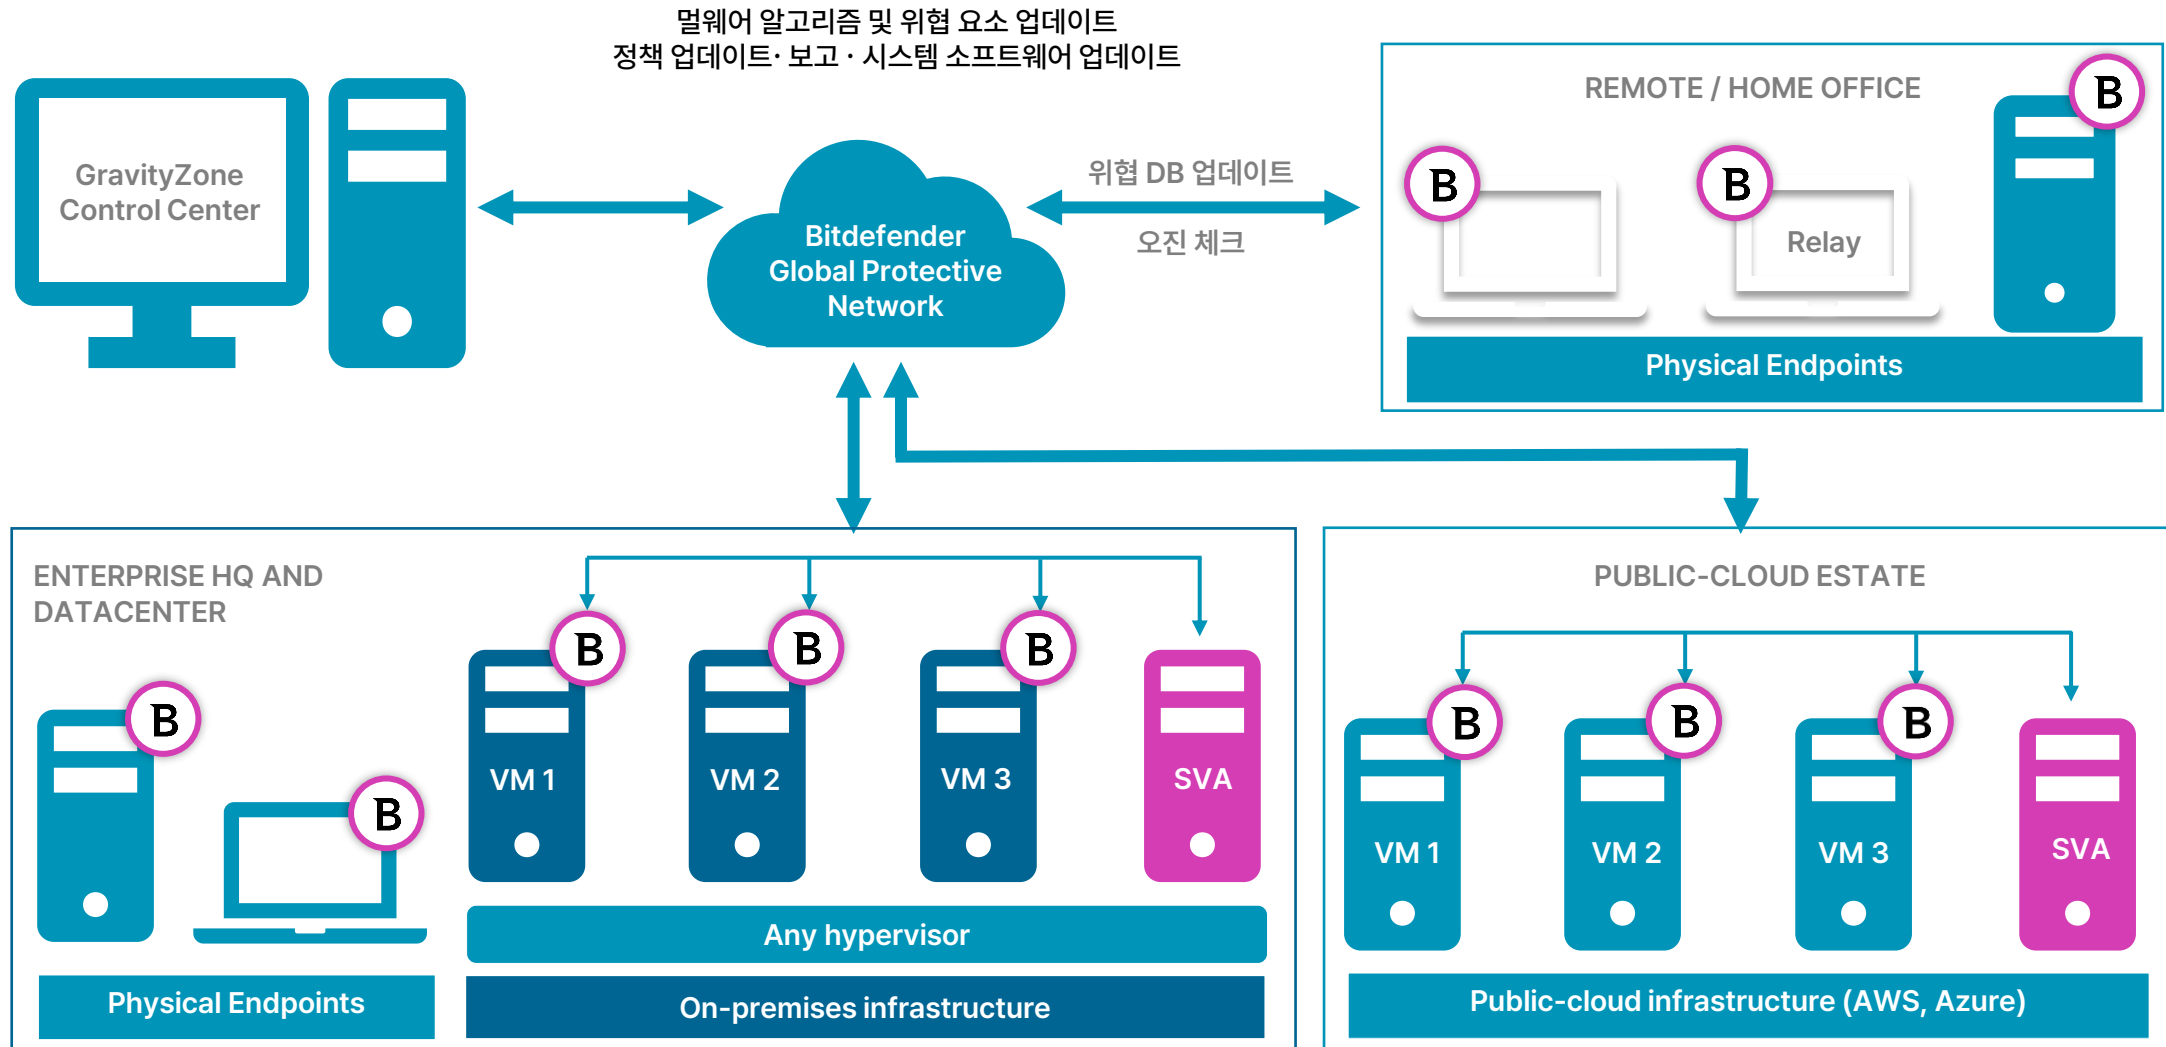 멀웨어 알고리즘 및 위협 요소 업데이트
정책 업데이트· 보고 · 시스템 소프트웨어 업데이트
GravityZone
Control Center
Bitdefender
Global Protective
Network
위협 DB 업데이트
오진 체크
REMOTE / HOME OFFICE
B
B
B
Relay
Physical Endpoints
ENTERPRISE HQ AND
DATACENTER
B
B
B
B
B
VM 1
VM 2
VM 3
SVA
Any hypervisor
Physical Endpoints
On-premises infrastructure
PUBLIC-CLOUD ESTATE
B
B
B
VM 1
VM 2
VM 3
SVA
Public-cloud infrastructure (AWS, Azure)